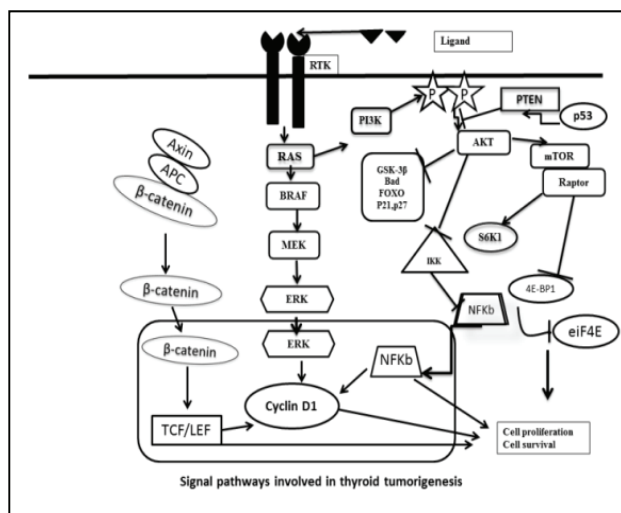 Ligand
RTK
P
P
PTEN
p53
PI3K
AKT
mTOR
Raptor
Axin
APC
β-catenin
RAS
BRAF
MEK
ERK
GSK-3β
Bad
FOXO
P21,p27
IKK
S6K1
4E-BP1
eiF4E
NFKb
β-catenin
β-catenin
ERK
NFKb
Cyclin D1
TCF/LEF
Cell proliferation
Cell survival
Signal pathways involved in thyroid tumorigenesis